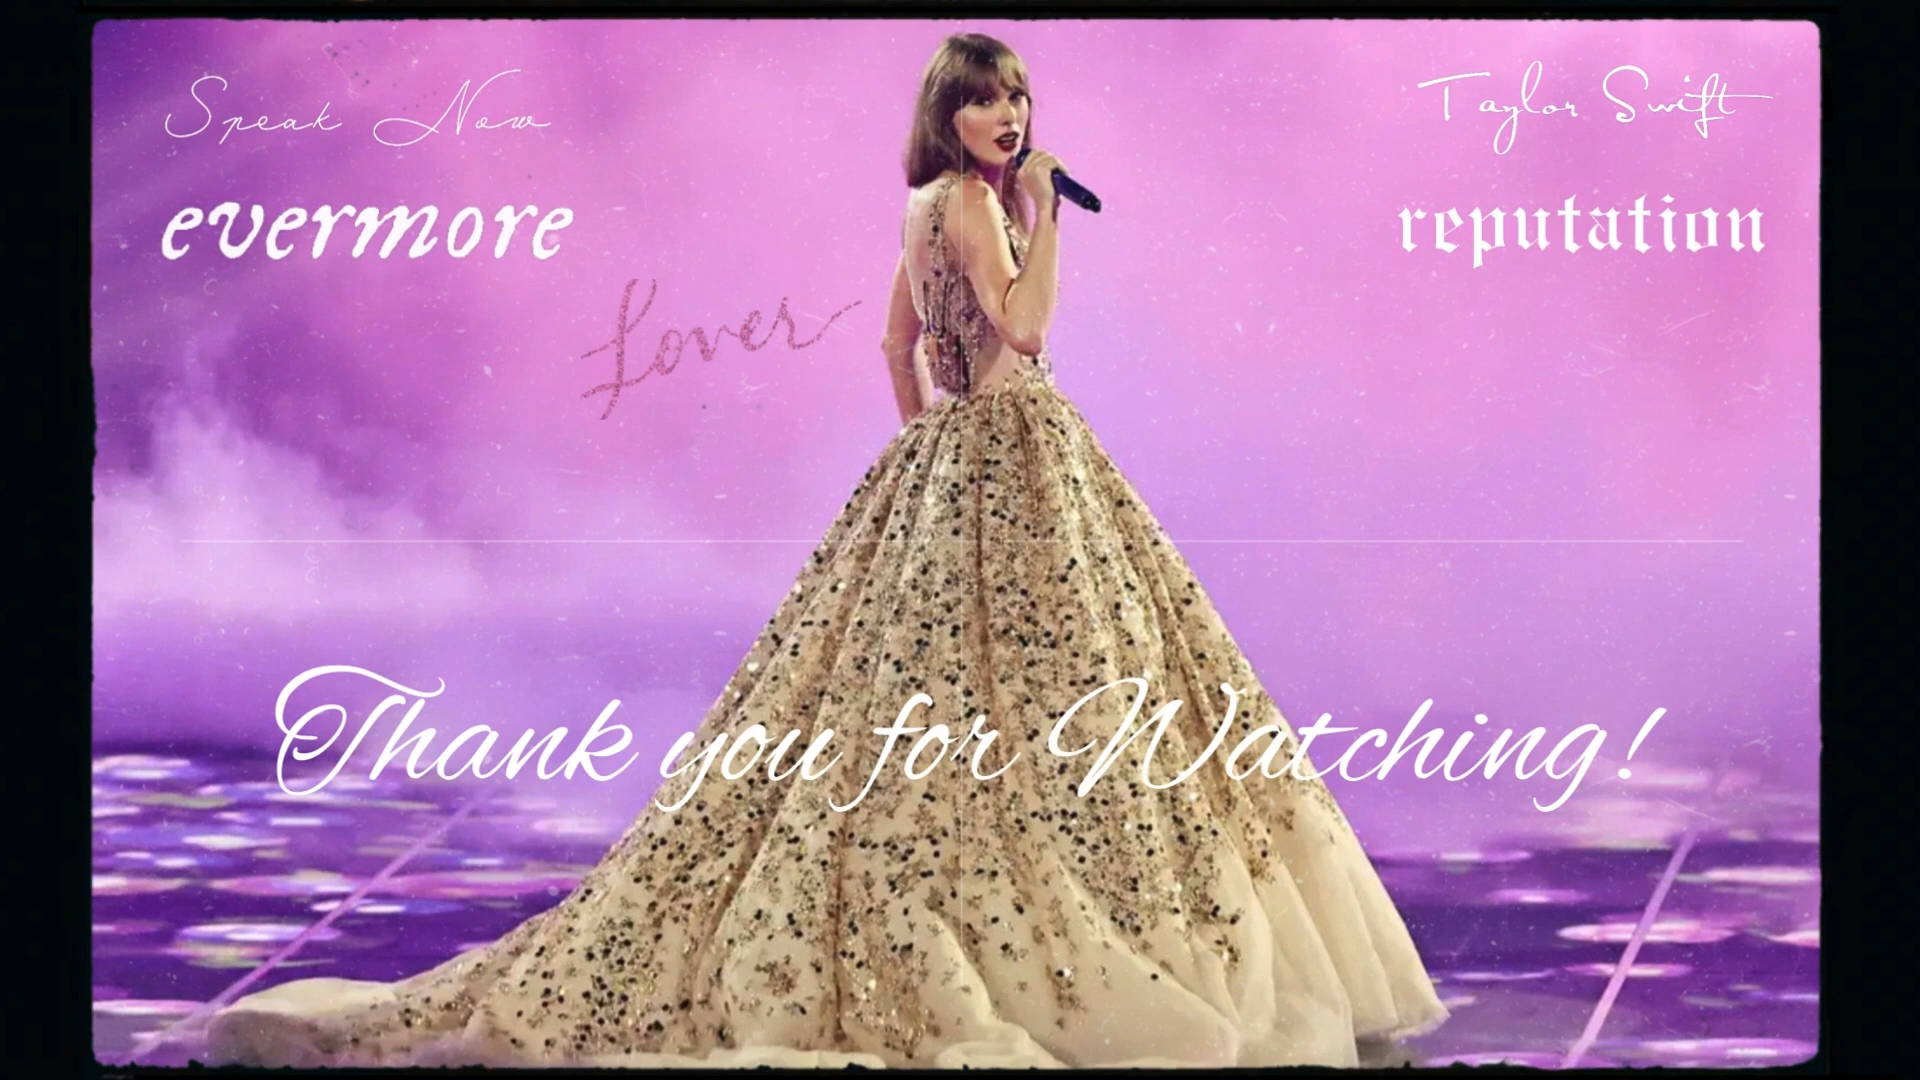 Speak Now
Taylor Swift
evermore
reputation
Lover
Thank you for Watching!